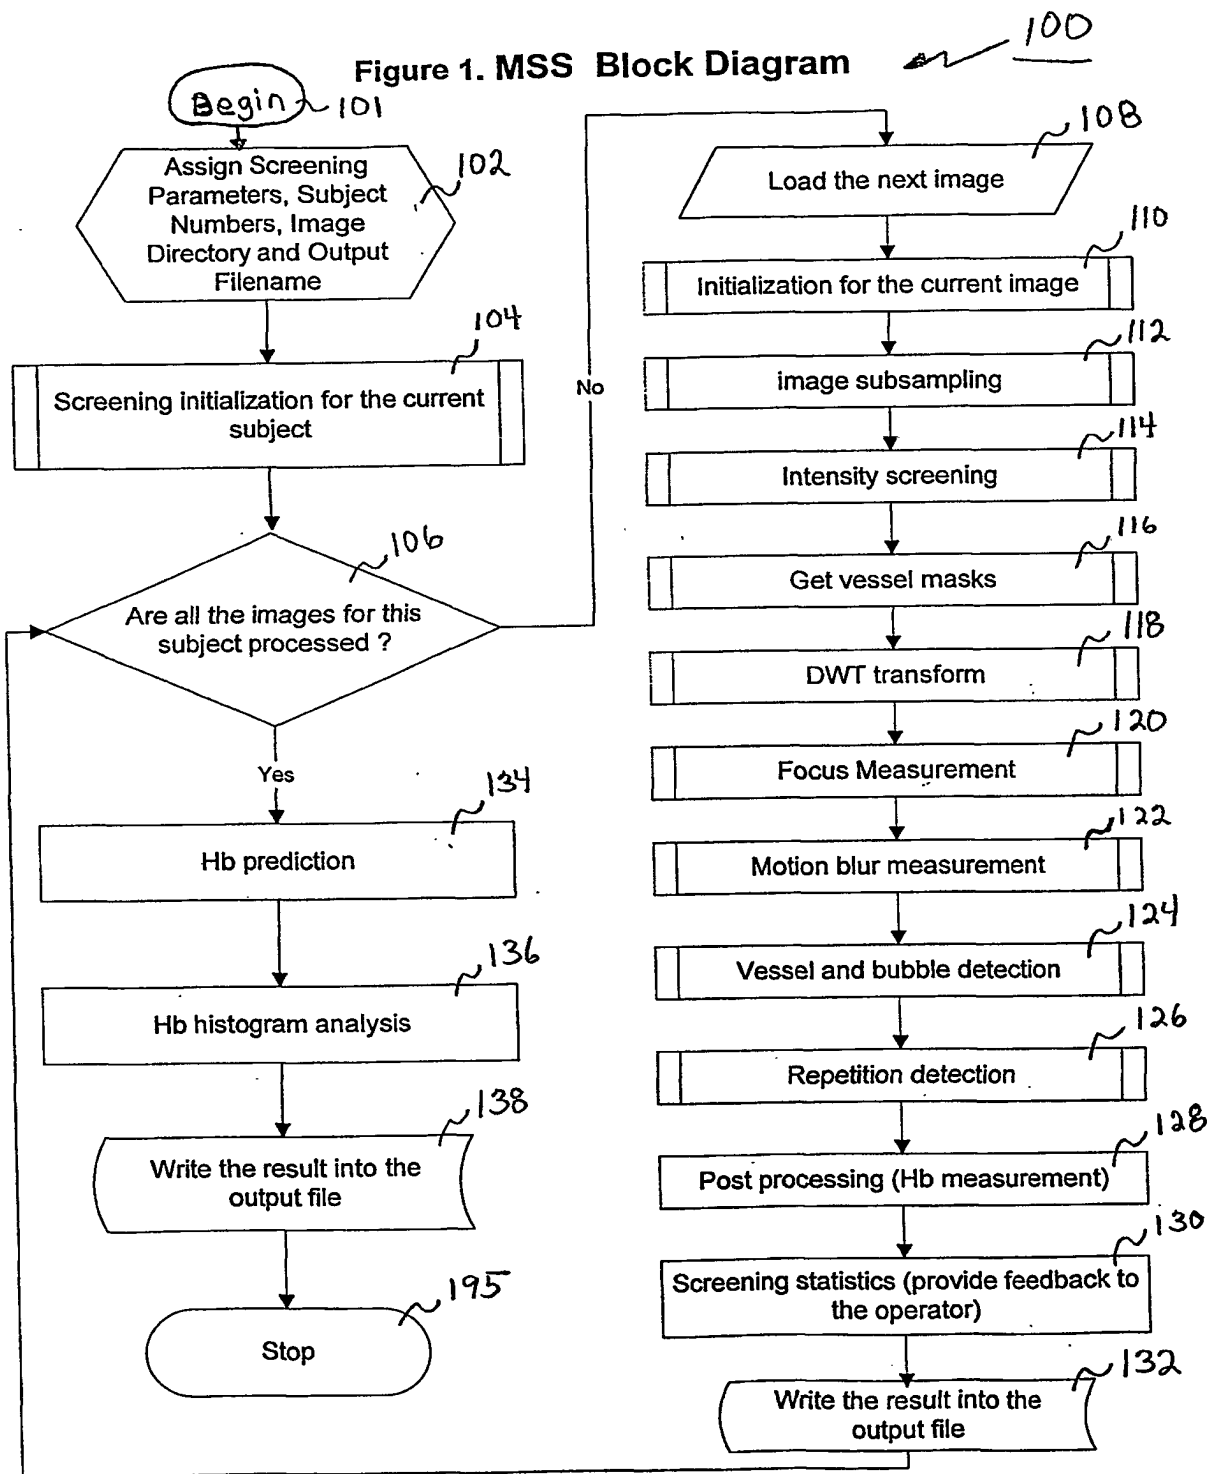 100
Figure 1. MSS Block Diagram
Begin
101
Assign Screening
Parameters, Subject
Numbers, Image
Directory and Output
Filename
102
104
Screening initialization for the current
subject
106
Are all the images for this
subject processed ?
No
Yes
134
Hb prediction
136
Hb histogram analysis
138
Write the result into the
output file
195
Stop
108
Load the next image
110
Initialization for the current image
112
image subsampling
114
Intensity screening
116
Get vessel masks
118
DWT transform
120
Focus Measurement
122
Motion blur measurement
124
Vessel and bubble detection
126
Repetition detection
128
Post processing (Hb measurement)
130
Screening statistics (provide feedback to
the operator)
132
Write the result into the
output file